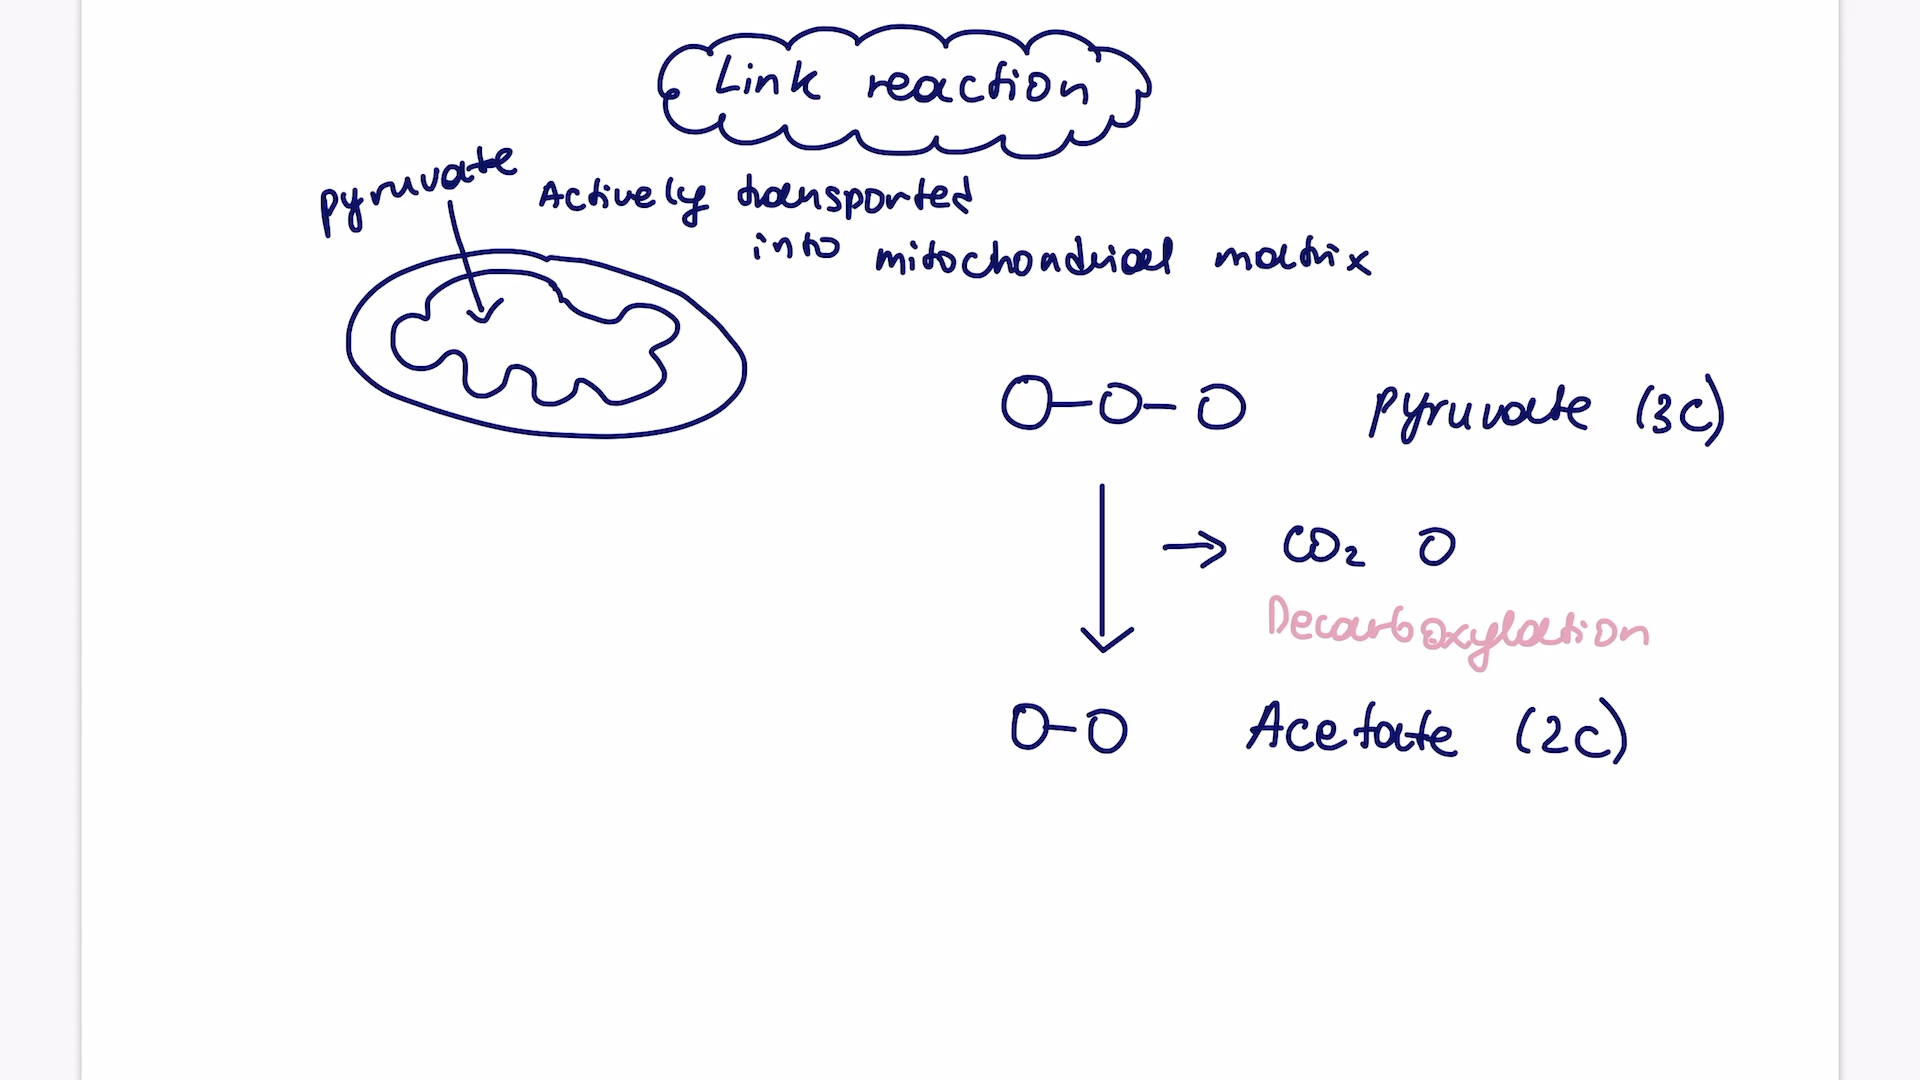 Link reaction
pyruvate
Actively transported
into mitochondrial matrix
pyruvate (3C)
CO₂
Decarboxylation
Acetate (2C)